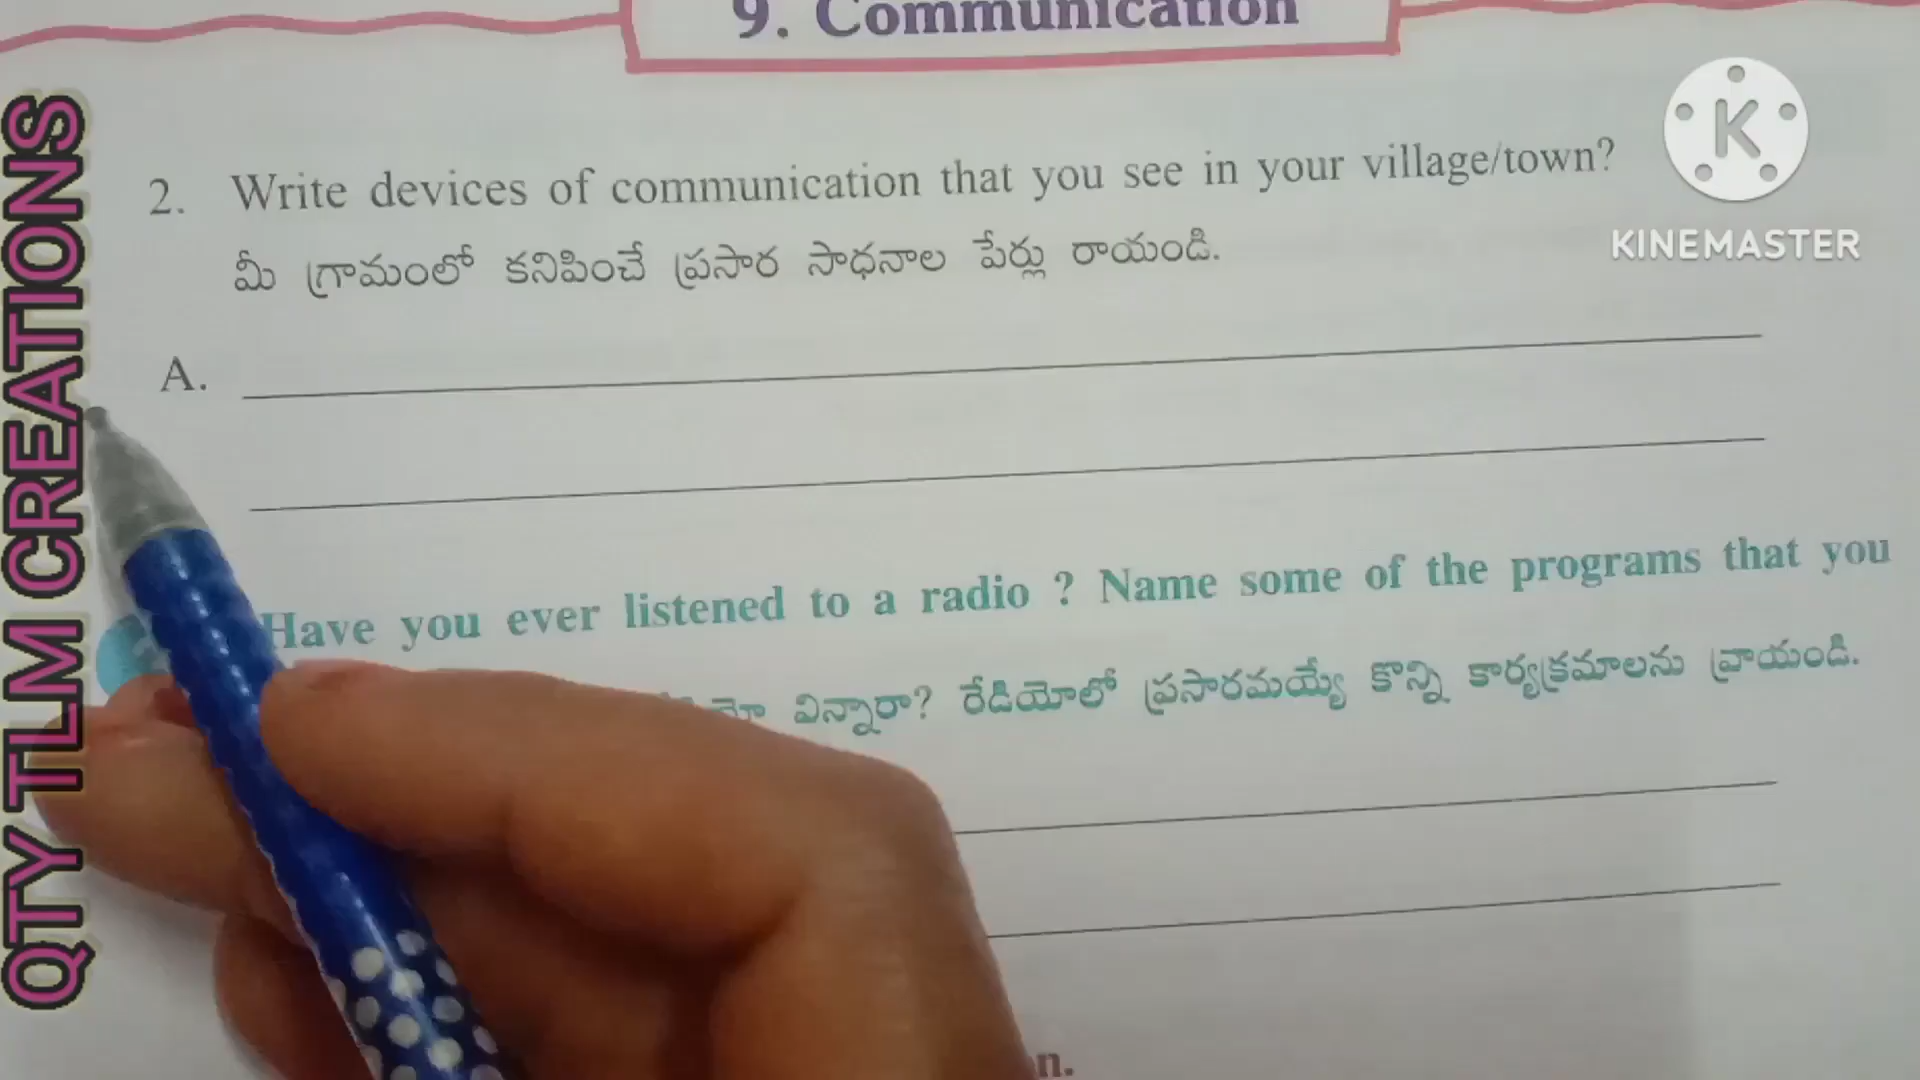 9. Communication
2. Write devices of communication that you see in your village/town?
మీ గ్రామంలో కనిపించే ప్రసార సాధనాల పేర్లు రాయండి.
A.
Have you ever listened to a radio ? Name some of the programs that you
విన్నారా? రేడియోలో ప్రసారమయ్యే కొన్ని కార్యక్రమాలను వ్రాయండి.
K
KINEMASTER
QTY TLM CREATIONS